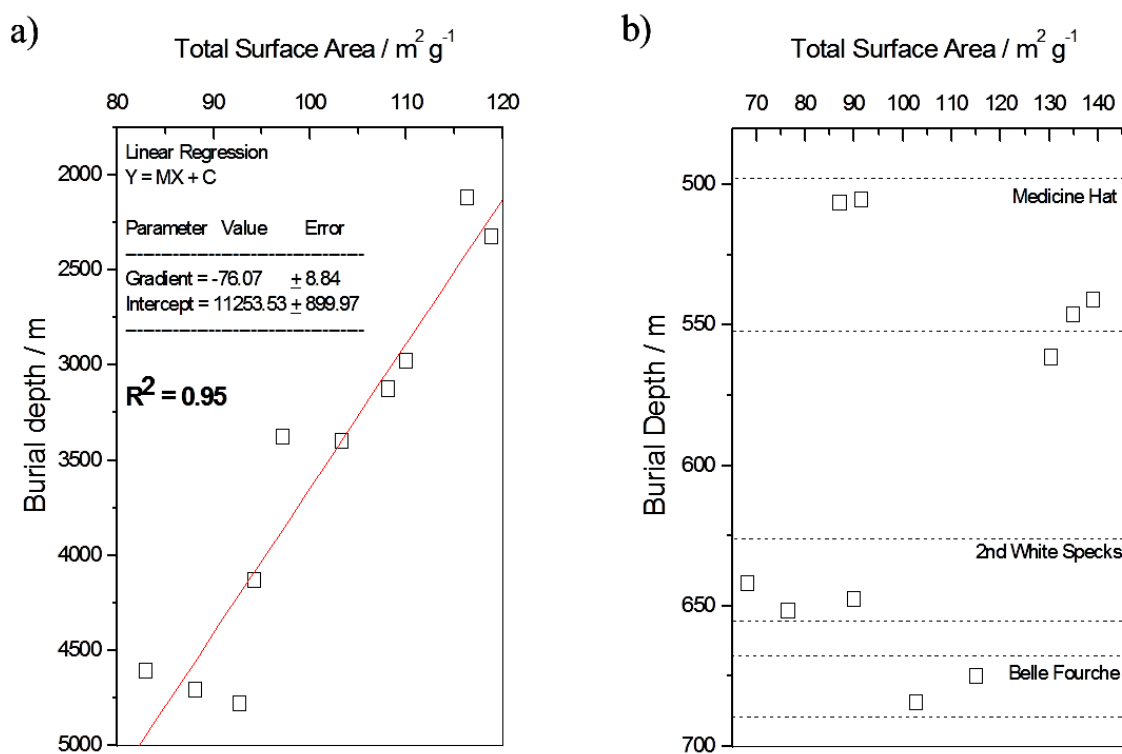 a)
Total Surface Area / m² g⁻¹
80 90 100 110 120
Burial depth / m
2000
2500
3000
3500
4000
4500
5000
Linear Regression
Y = MX + C
Parameter Value Error
Gradient = -76.07 ± 8.84
Intercept = 11253.53 ± 899.97
R² = 0.95
b)
Total Surface Area / m² g⁻¹
70 80 90 100 110 120 130 140
Burial Depth / m
500
550
600
650
700
Medicine Hat
2nd White Specks
Belle Fourche